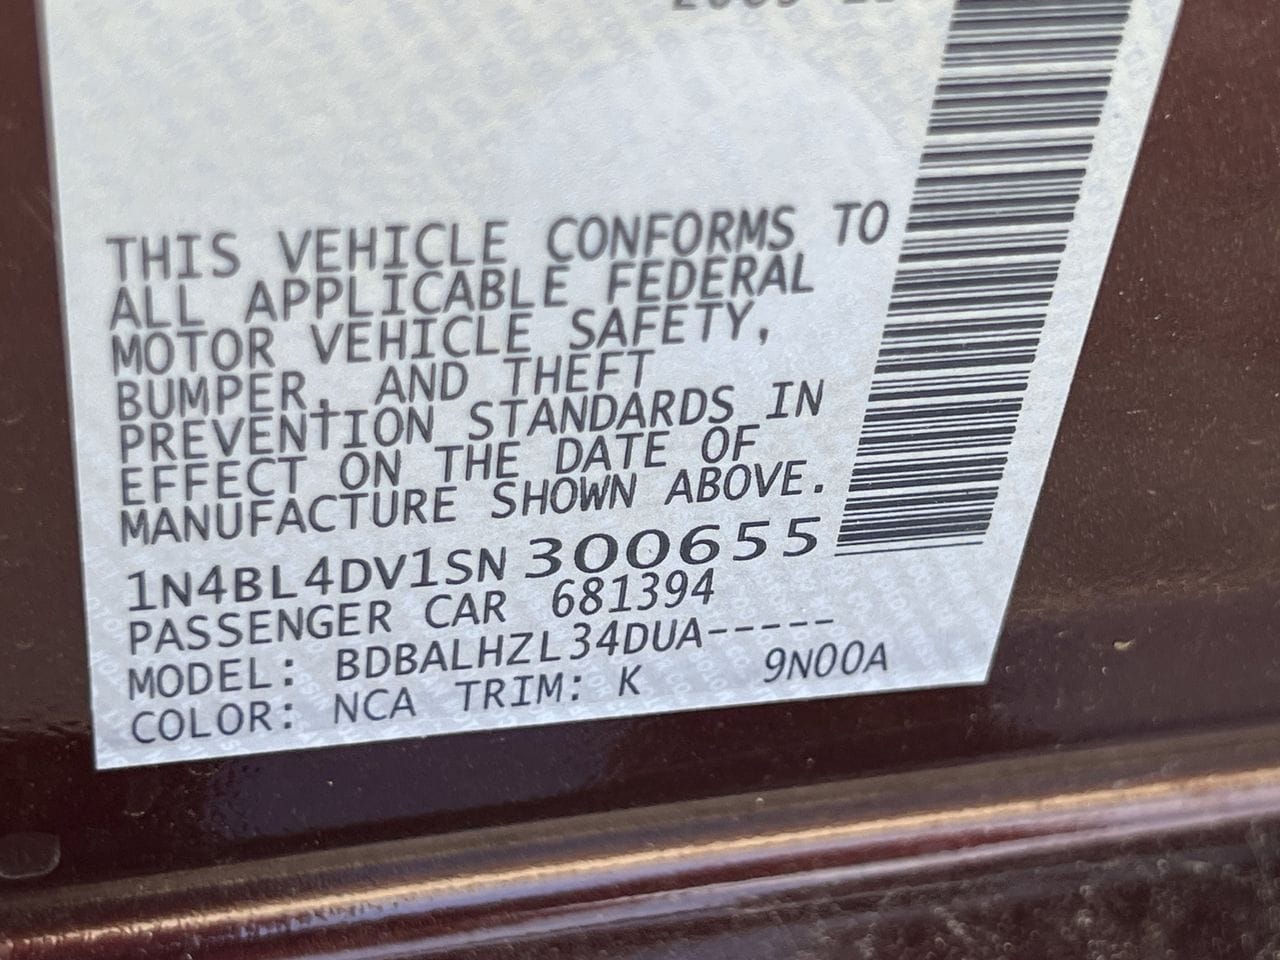 THIS VEHICLE CONFORMS TO
ALL APPLICABLE FEDERAL
MOTOR VEHICLE SAFETY,
BUMPER, AND THEFT
PREVENTION STANDARDS IN
EFFECT ON THE DATE OF
MANUFACTURE SHOWN ABOVE.
1N4BL4DV1SN300655
PASSENGER CAR 681394
MODEL: BDBALHZL34DUA-----
COLOR: NCA TRIM: K 9N00A